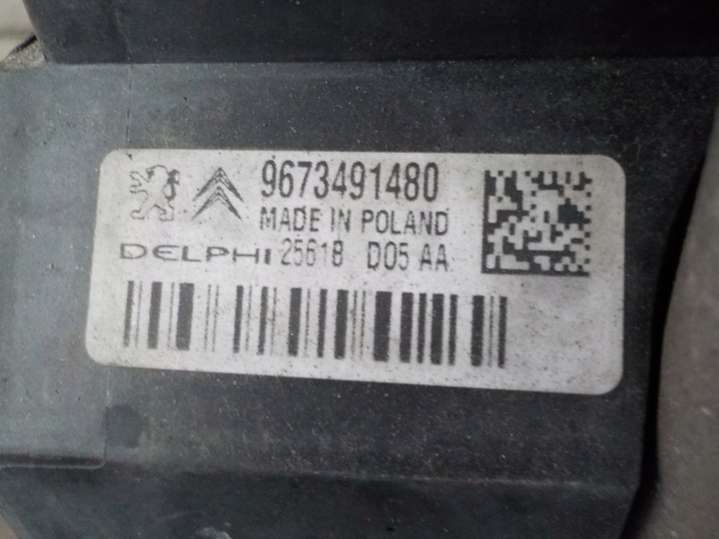 9673491480
MADE IN POLAND
DELPHI 25618 D05 AA